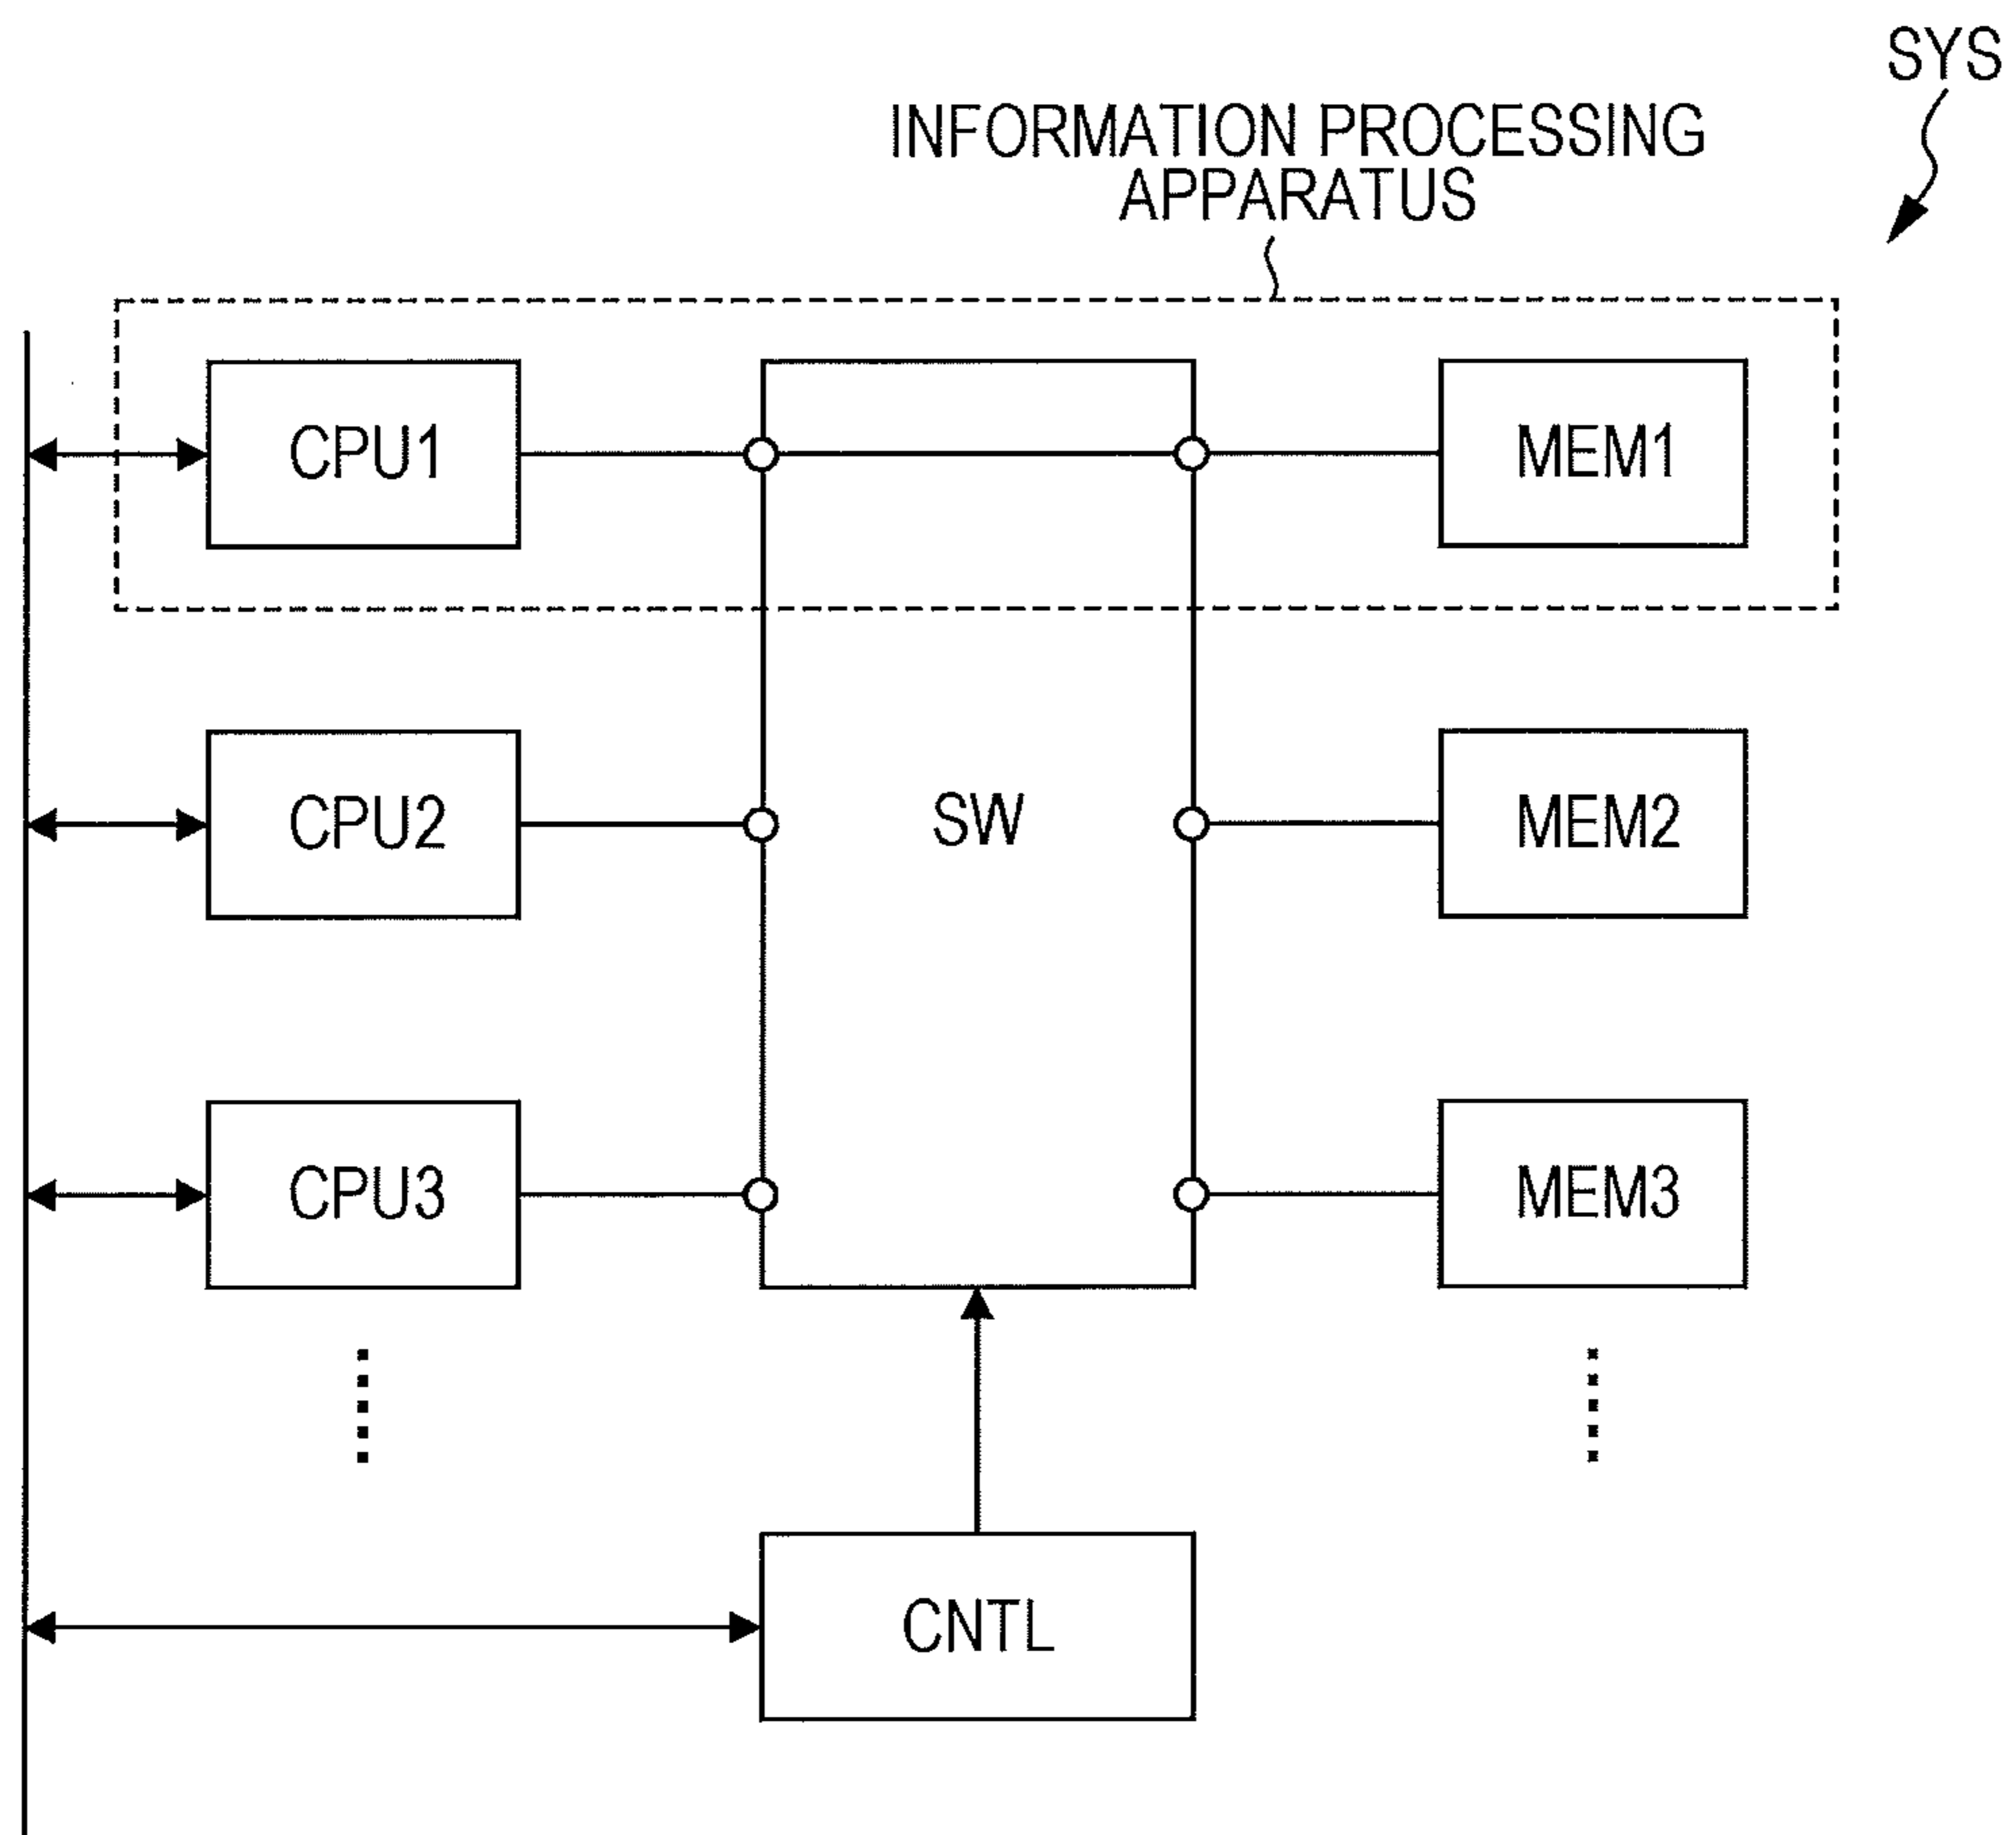 SYS
INFORMATION PROCESSING
APPARATUS
CPU1
MEM1
CPU2
SW
MEM2
CPU3
MEM3
CNTL